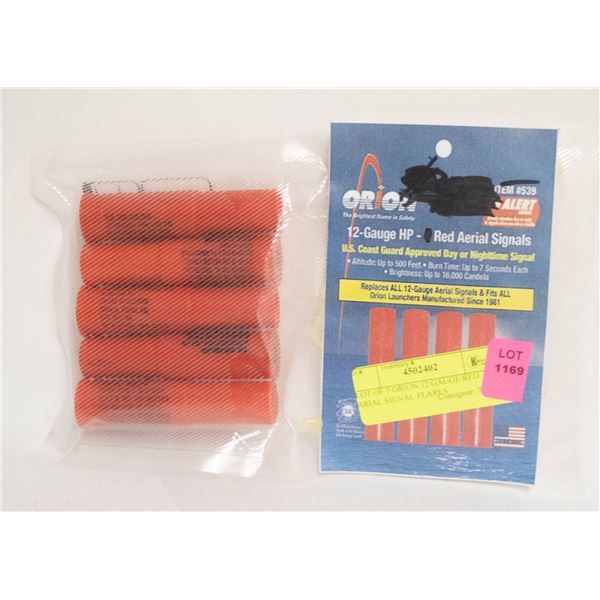 ORION
The Brightest Name in Safety
ITEM #539
ALERT
12-Gauge HP - Red Aerial Signals
U.S. Coast Guard Approved Day or Nighttime Signal
• Altitude: Up to 500 Feet • Burn Time: Up to 7 Seconds Each
• Brightness: Up to 16,000 Candela
Replaces ALL 12-Gauge Aerial Signals & Fits ALL
Orion Launchers Manufactured Since 1981
Inventory #
4502402
LOT OF 5 ORION 12 GAUGE RED
AERIAL SIGNAL FLARES
Consignor:
LOT
1169